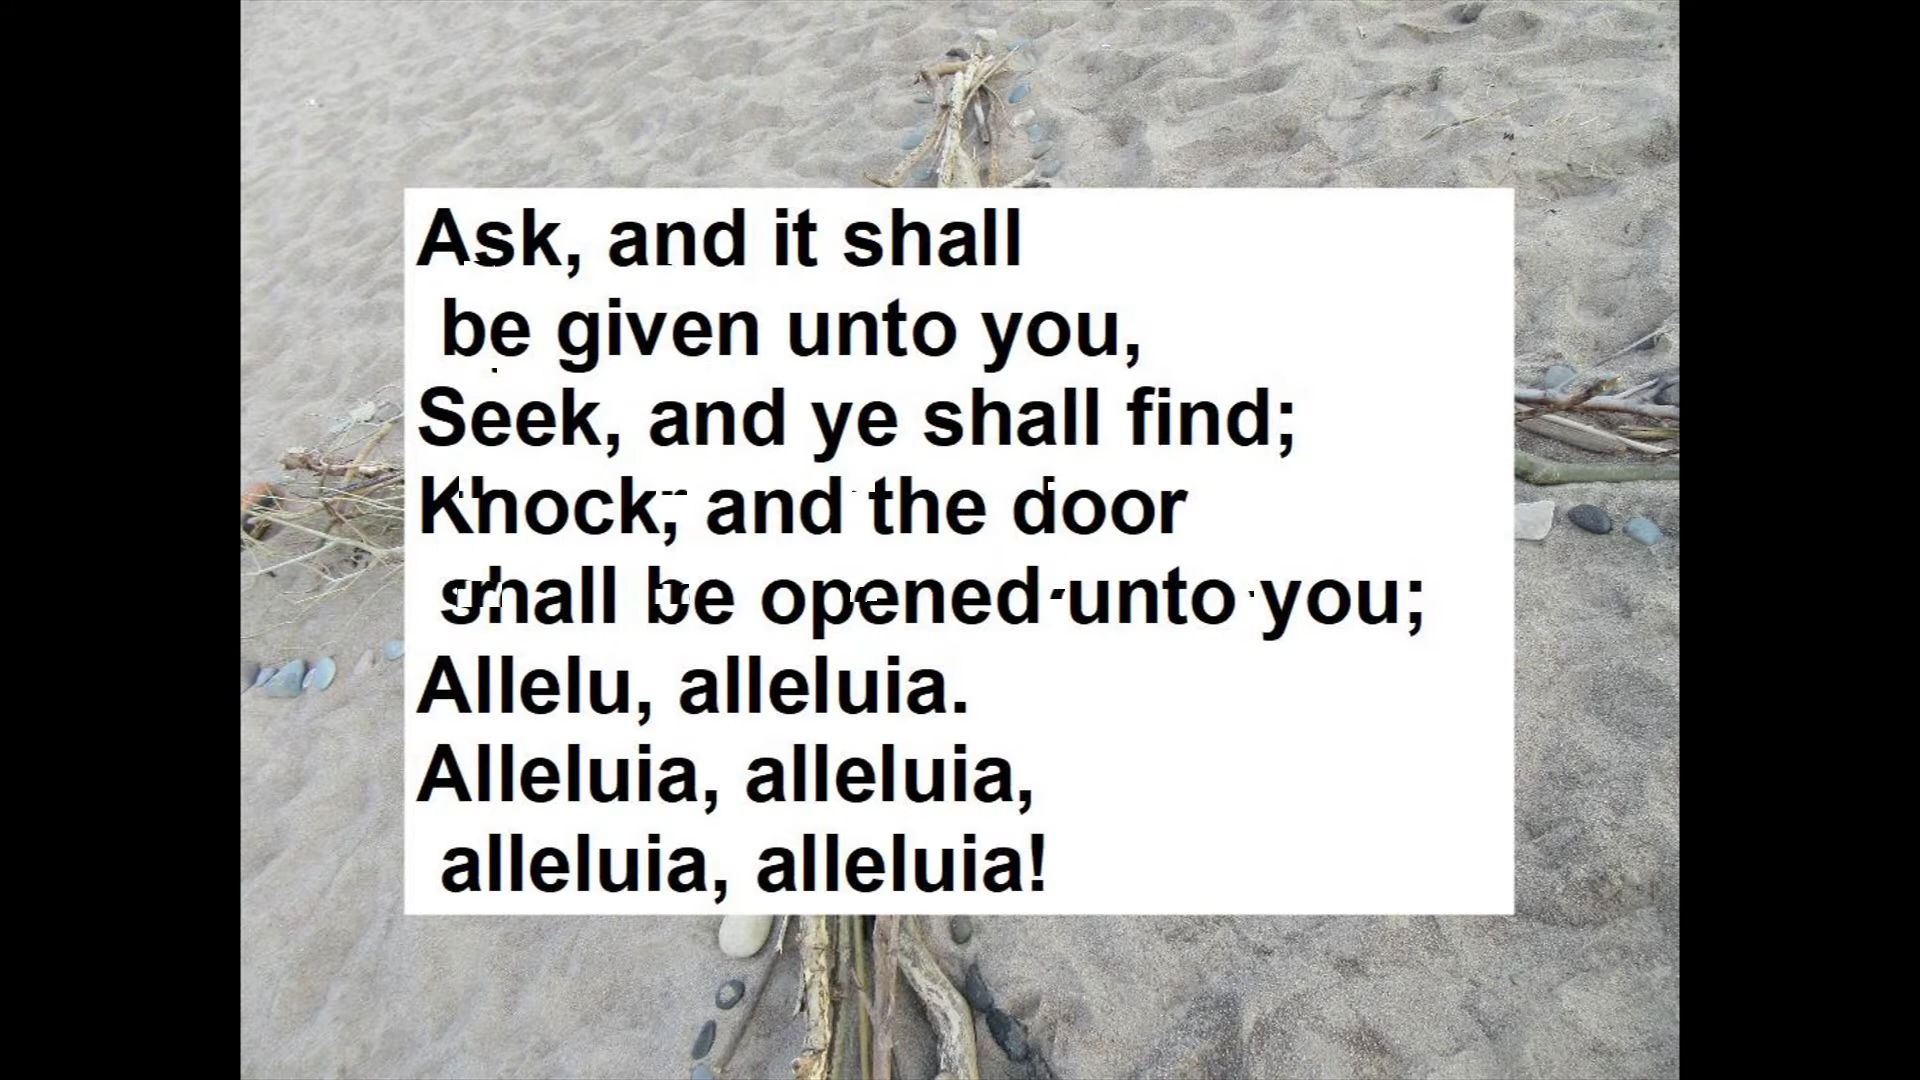 Ask, and it shall
be given unto you,
Seek, and ye shall find;
Knock, and the door
shall be opened unto you;
Allelu, alleluia.
Alleluia, alleluia,
alleluia, alleluia!